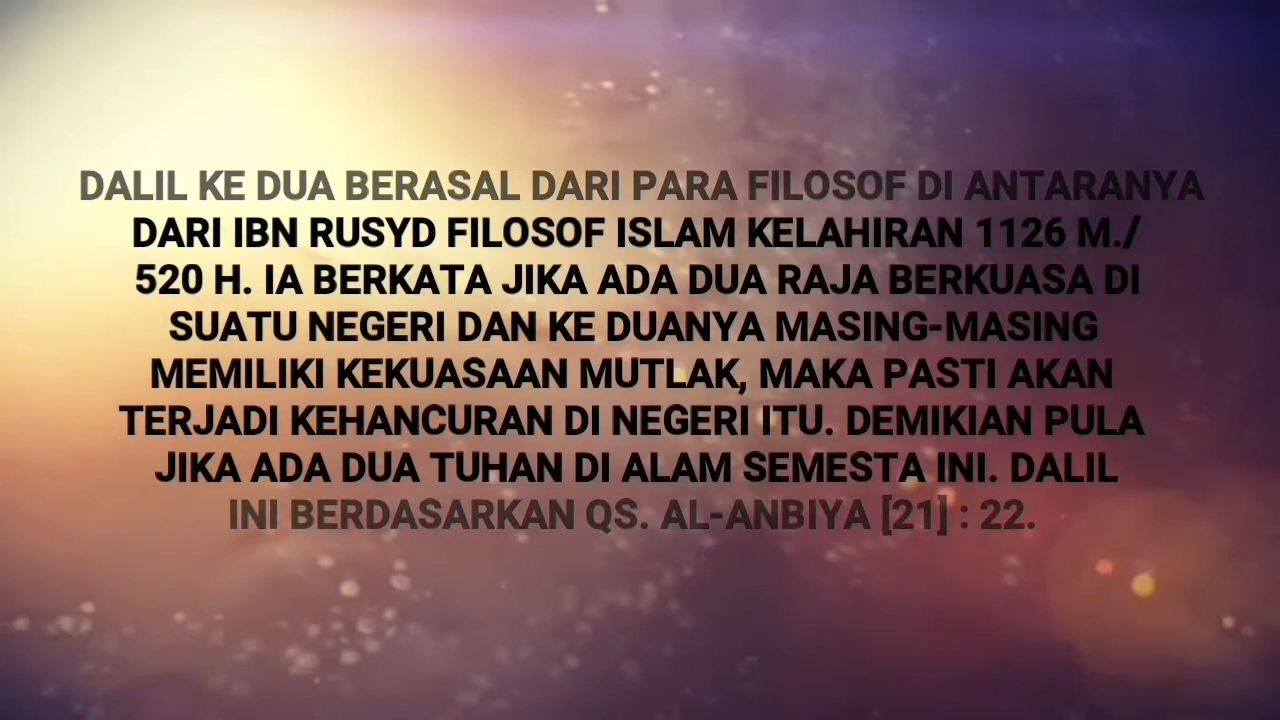 DALIL KE DUA BERASAL DARI PARA FILOSOF DI ANTARANYA
DARI IBN RUSYD FILOSOF ISLAM KELAHIRAN 1126 M./
520 H. IA BERKATA JIKA ADA DUA RAJA BERKUASA DI
SUATU NEGERI DAN KE DUANYA MASING-MASING
MEMILIKI KEKUASAAN MUTLAK, MAKA PASTI AKAN
TERJADI KEHANCURAN DI NEGERI ITU. DEMIKIAN PULA
JIKA ADA DUA TUHAN DI ALAM SEMESTA INI. DALIL
INI BERDASARKAN QS. AL-ANBIYA [21] : 22.